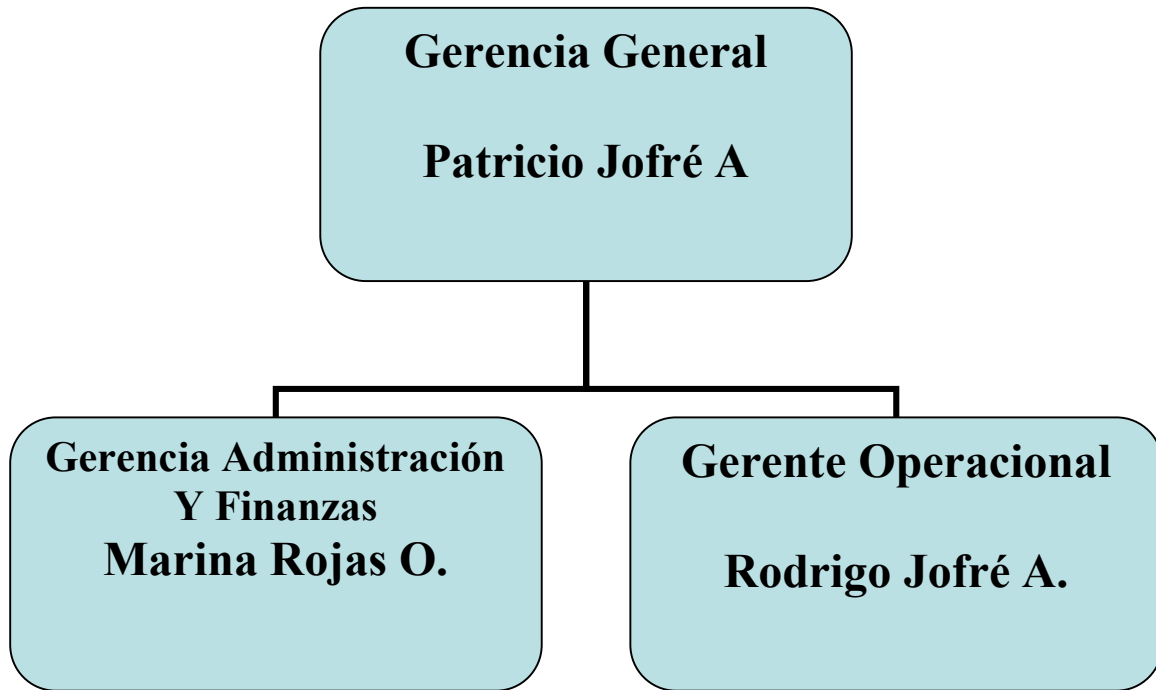 Gerencia General
Patricio Jofré A
Gerencia Administración
Y Finanzas
Marina Rojas O.
Gerente Operacional
Rodrigo Jofré A.